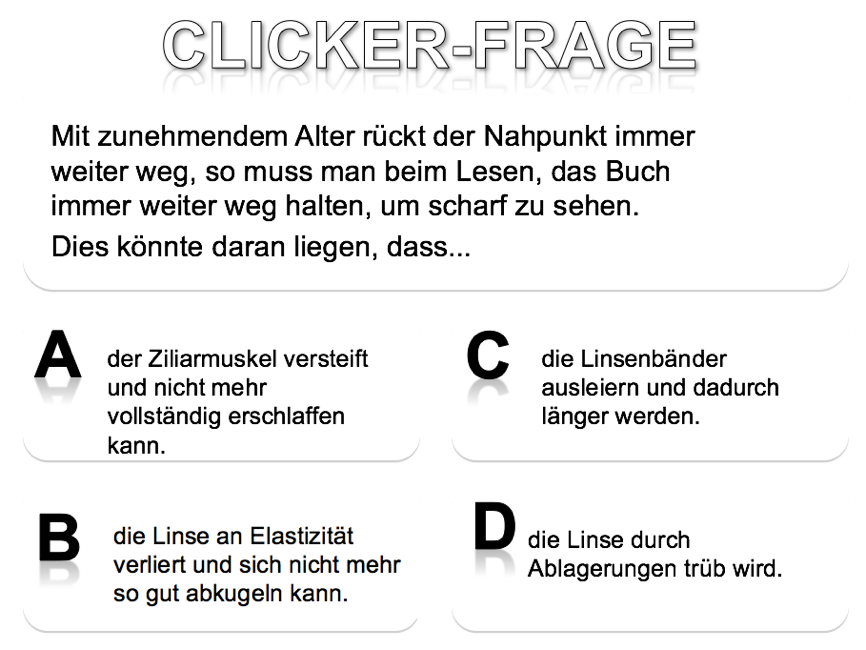 CLICKER-FRAGE
Mit zunehmendem Alter rückt der Nahpunkt immer
weiter weg, so muss man beim Lesen, das Buch
immer weiter weg halten, um scharf zu sehen.
Dies könnte daran liegen, dass...
A
der Ziliarmuskel versteift
und nicht mehr
vollständig erschlaffen
kann.
B
die Linse an Elastizität
verliert und sich nicht mehr
so gut abkugeln kann.
C
die Linsenbänder
ausleiern und dadurch
länger werden.
D
die Linse durch
Ablagerungen trüb wird.